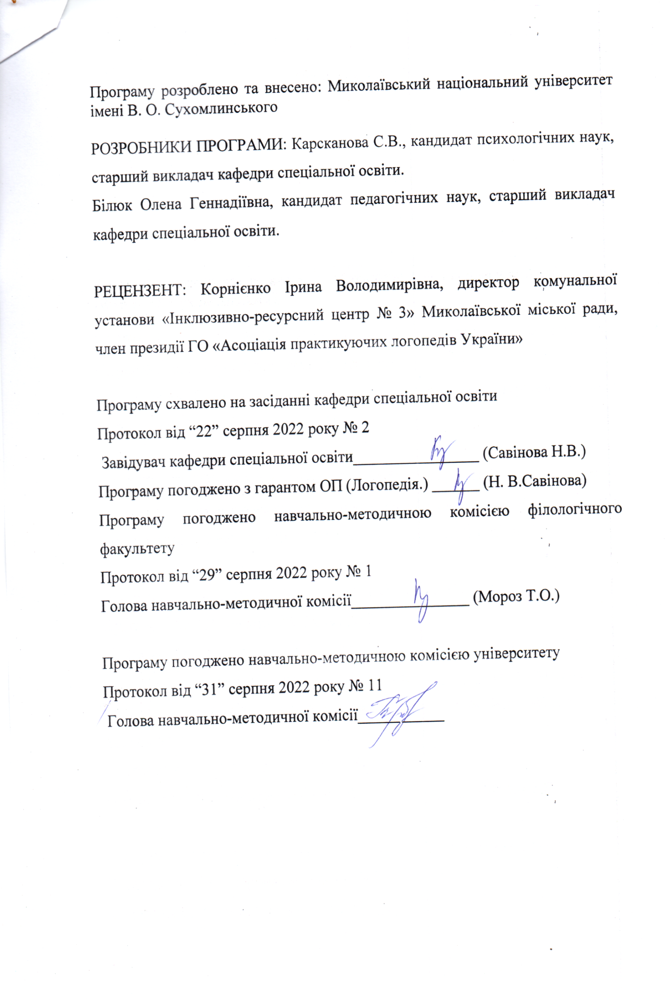 Програму розроблено та внесено: Миколаївський національний університет
імені В. О. Сухомлинського
РОЗРОБНИКИ ПРОГРАМИ: Карсканова С.В., кандидат психологічних наук,
старший викладач кафедри спеціальної освіти.
Білюк Олена Геннадіївна, кандидат педагогічних наук, старший викладач
кафедри спеціальної освіти.
РЕЦЕНЗЕНТ: Корнієнко Ірина Володимирівна, директор комунальної
установи «Інклюзивно-ресурсний центр № 3» Миколаївської міської ради,
член президії ГО «Асоціація практикуючих логопедів України»
Програму схвалено на засіданні кафедри спеціальної освіти
Протокол від “22” серпня 2022 року № 2
Завідувач кафедри спеціальної освіти________________ (Савінова Н.В.)
Програму погоджено з гарантом ОП (Логопедія.) ______ (Н. В.Савінова)
Програму погоджено навчально-методичною комісією філологічного
факультету
Протокол від “29” серпня 2022 року № 1
Голова навчально-методичної комісії_______________ (Мороз Т.О.)
Програму погоджено навчально-методичною комісією університету
Протокол від “31” серпня 2022 року № 11
Голова навчально-методичної комісії___________